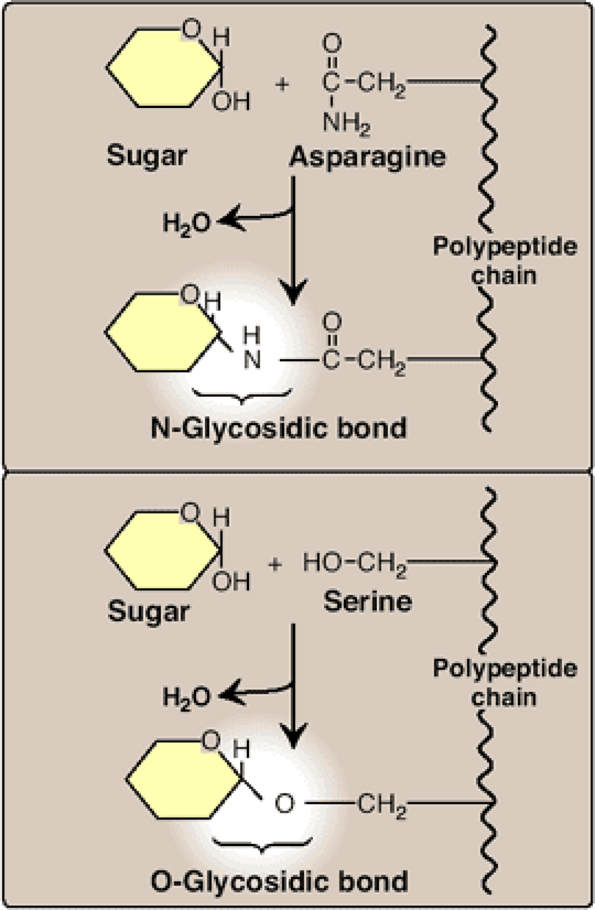 O H
OH
+
O
C-CH2
NH2
Sugar
Asparagine
H2O
Polypeptide
chain
O H
H
N
O
C-CH2
N-Glycosidic bond
O H
OH
+
HO-CH2
Sugar
Serine
H2O
Polypeptide
chain
O H
O
CH2
O-Glycosidic bond